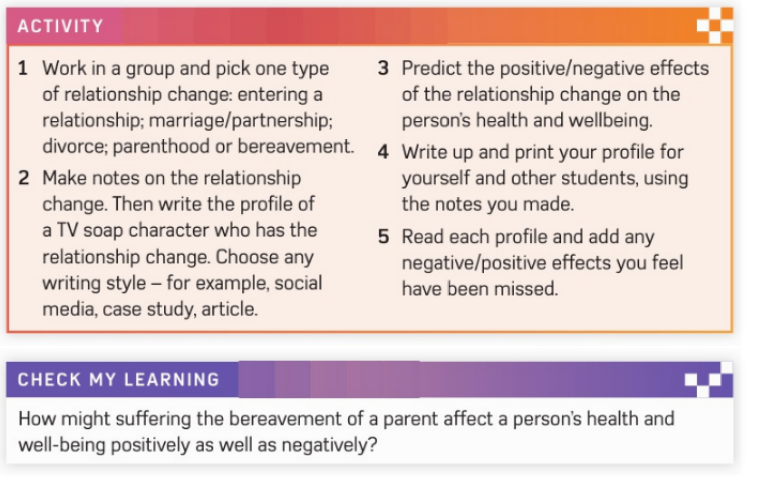 ACTIVITY
1 Work in a group and pick one type
of relationship change: entering a
relationship; marriage/partnership;
divorce; parenthood or bereavement.
2 Make notes on the relationship
change. Then write the profile of
a TV soap character who has the
relationship change. Choose any
writing style – for example, social
media, case study, article.
3 Predict the positive/negative effects
of the relationship change on the
person's health and wellbeing.
4 Write up and print your profile for
yourself and other students, using
the notes you made.
5 Read each profile and add any
negative/positive effects you feel
have been missed.
CHECK MY LEARNING
How might suffering the bereavement of a parent affect a person's health and
well-being positively as well as negatively?